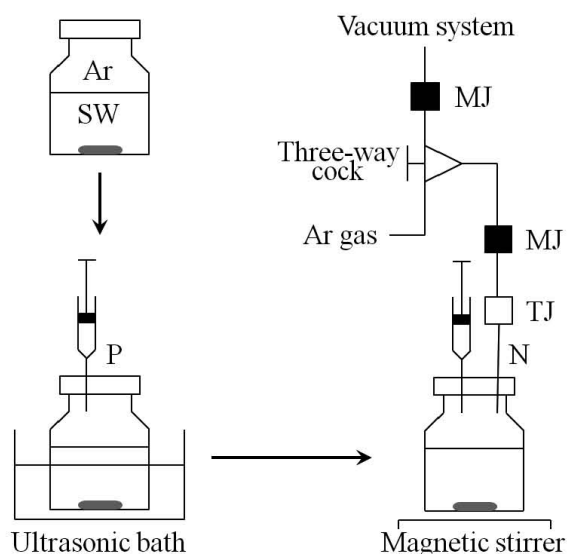 Ar
SW
P
Ultrasonic bath
Vacuum system
MJ
Three-way
cock
Ar gas
MJ
TJ
N
Magnetic stirrer